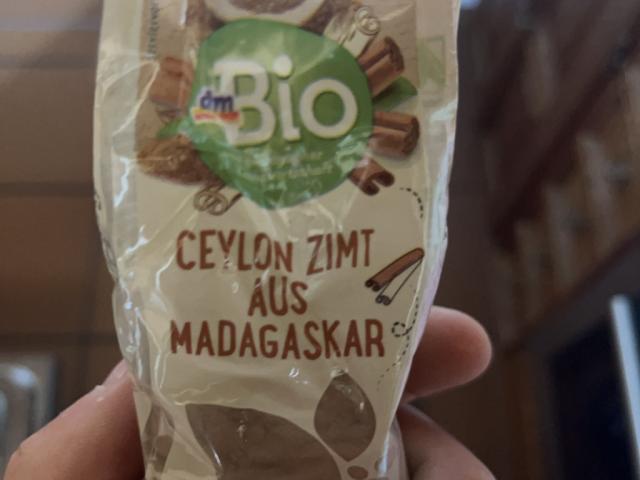 dm
Bio
CEYLON ZIMT
AUS
MADAGASKAR